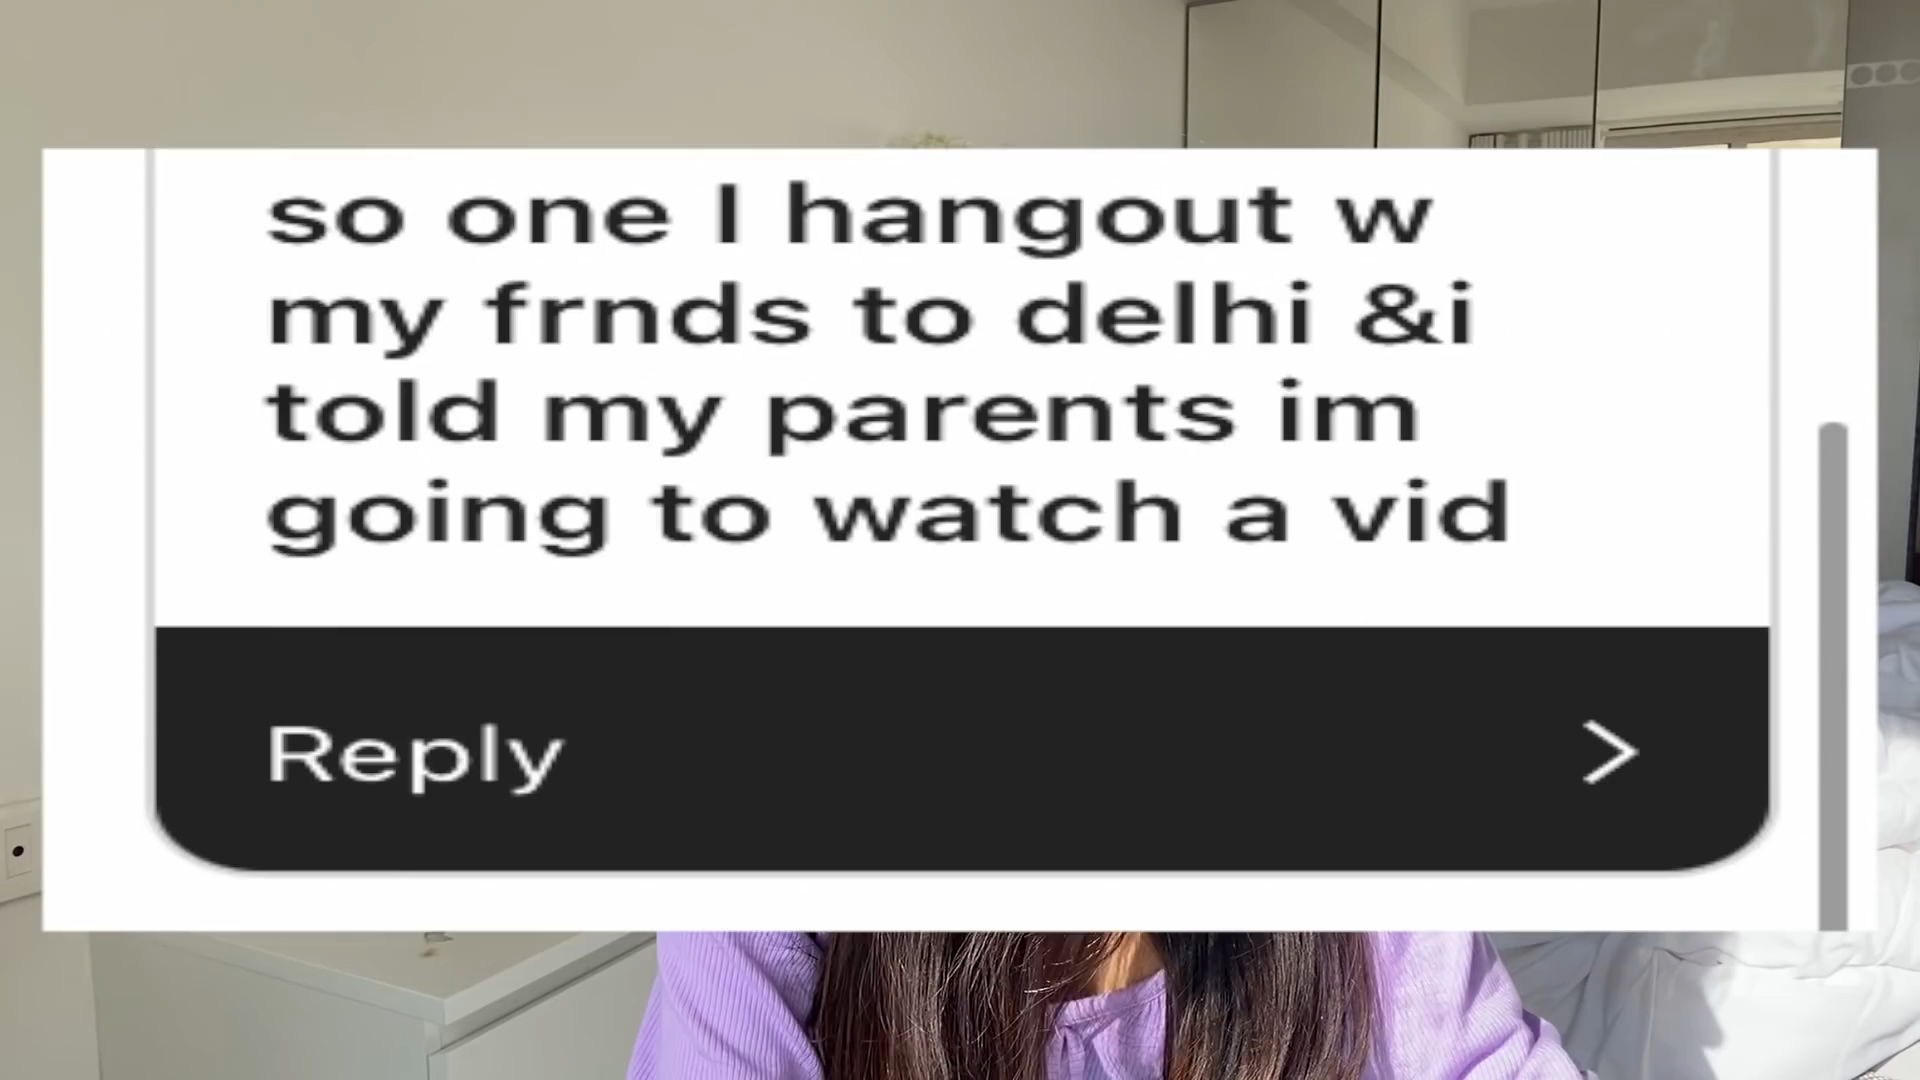 so one I hangout w
my frnds to delhi &i
told my parents im
going to watch a vid
Reply